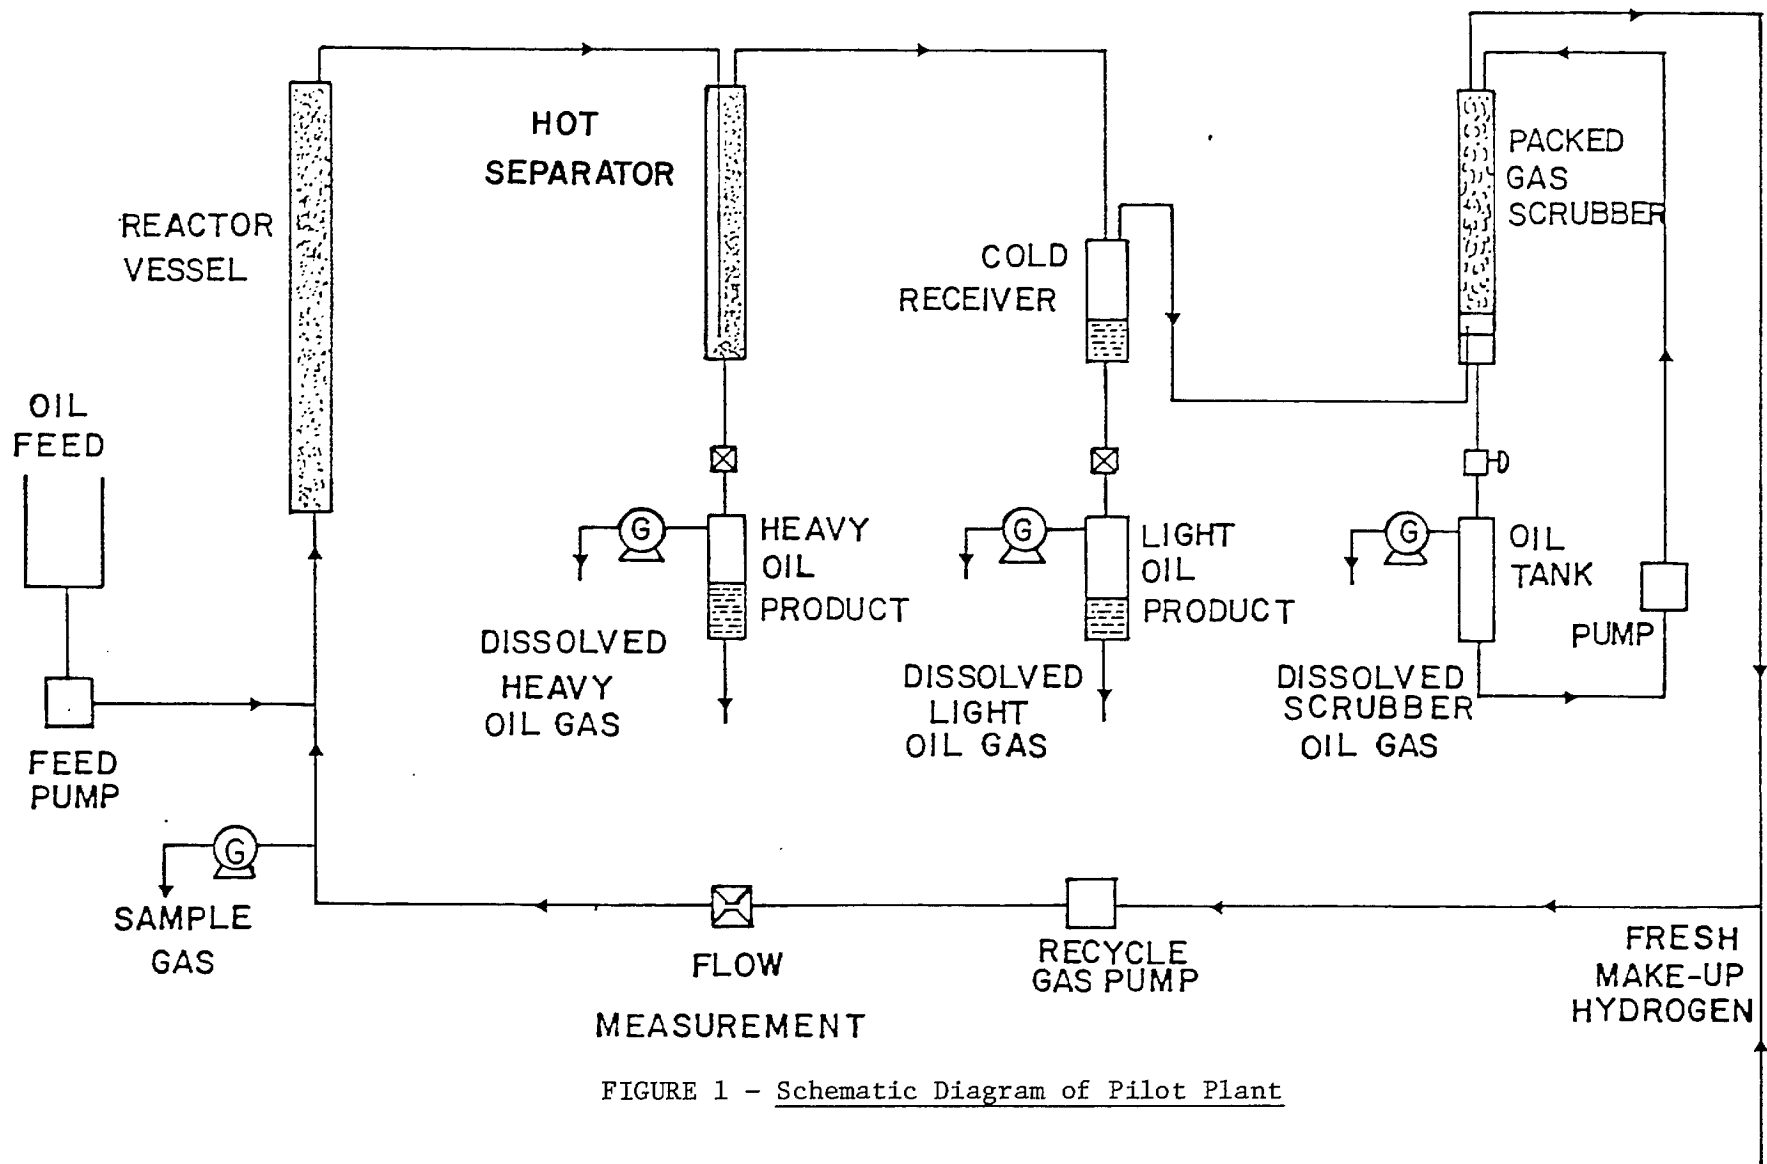 HOT
SEPARATOR
REACTOR
VESSEL
PACKED
GAS
SCRUBBER
COLD
RECEIVER
OIL
FEED
G
HEAVY
OIL
PRODUCT
G
LIGHT
OIL
PRODUCT
G
OIL
TANK
PUMP
DISSOLVED
HEAVY
OIL GAS
DISSOLVED
LIGHT
OIL GAS
DISSOLVED
SCRUBBER
OIL GAS
FEED
PUMP
G
SAMPLE
GAS
FLOW
MEASUREMENT
RECYCLE
GAS PUMP
FRESH
MAKE-UP
HYDROGEN
FIGURE 1 - Schematic Diagram of Pilot Plant